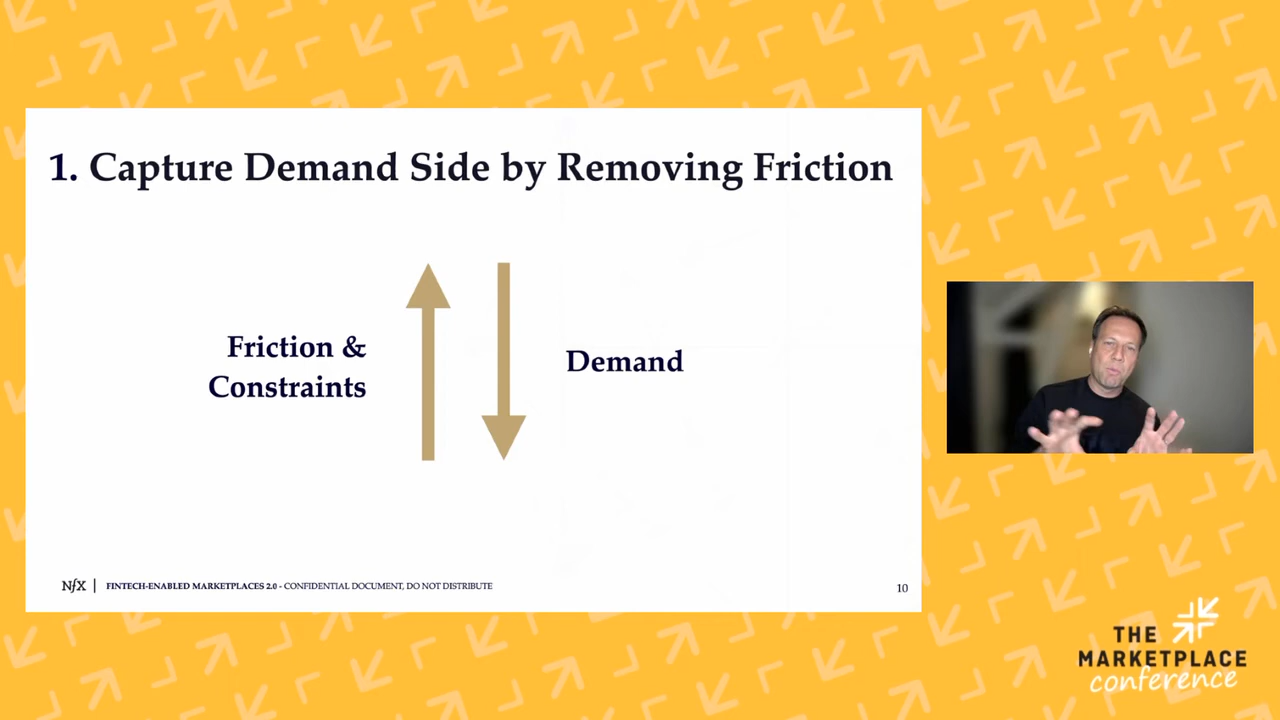 1. Capture Demand Side by Removing Friction
Friction &
Constraints
Demand
NfX | FINTECH-ENABLED MARKETPLACES 2.0 - CONFIDENTIAL DOCUMENT, DO NOT DISTRIBUTE
10
THE
MARKETPLACE
conference